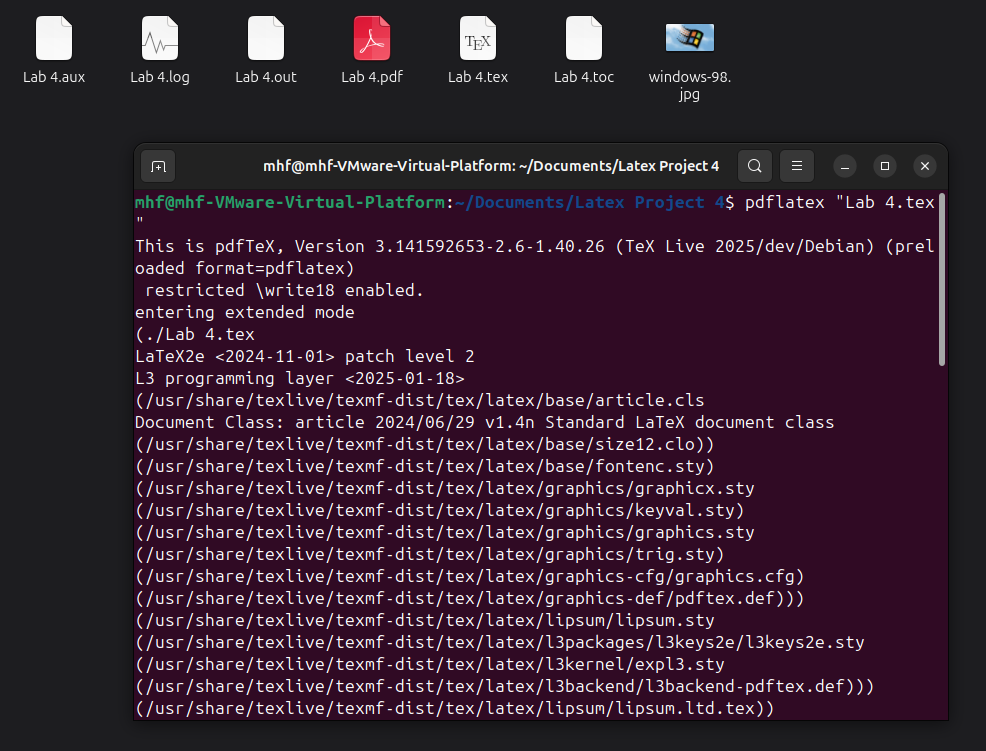 Lab 4.aux
Lab 4.log
Lab 4.out
Lab 4.pdf
TEX
Lab 4.tex
Lab 4.toc
windows-98.
jpg
mhf@mhf-VMware-Virtual-Platform: ~/Documents/Latex Project 4
mhf@mhf-VMware-Virtual-Platform:~/Documents/Latex Project 4$ pdflatex "Lab 4.tex
"
This is pdfTeX, Version 3.141592653-2.6-1.40.26 (TeX Live 2025/dev/Debian) (prel
oaded format=pdflatex)
 restricted \write18 enabled.
entering extended mode
(./Lab 4.tex
LaTeX2e <2024-11-01> patch level 2
L3 programming layer <2025-01-18>
(/usr/share/texlive/texmf-dist/tex/latex/base/article.cls
Document Class: article 2024/06/29 v1.4n Standard LaTeX document class
(/usr/share/texlive/texmf-dist/tex/latex/base/size12.clo))
(/usr/share/texlive/texmf-dist/tex/latex/base/fontenc.sty)
(/usr/share/texlive/texmf-dist/tex/latex/graphics/graphicx.sty
(/usr/share/texlive/texmf-dist/tex/latex/graphics/keyval.sty)
(/usr/share/texlive/texmf-dist/tex/latex/graphics/graphics.sty
(/usr/share/texlive/texmf-dist/tex/latex/graphics/trig.sty)
(/usr/share/texlive/texmf-dist/tex/latex/graphics-cfg/graphics.cfg)
(/usr/share/texlive/texmf-dist/tex/latex/graphics-def/pdftex.def)))
(/usr/share/texlive/texmf-dist/tex/latex/lipsum/lipsum.sty
(/usr/share/texlive/texmf-dist/tex/latex/l3packages/l3keys2e/l3keys2e.sty
(/usr/share/texlive/texmf-dist/tex/latex/l3kernel/expl3.sty
(/usr/share/texlive/texmf-dist/tex/latex/l3backend/l3backend-pdftex.def)))
(/usr/share/texlive/texmf-dist/tex/latex/lipsum/lipsum.ltd.tex))